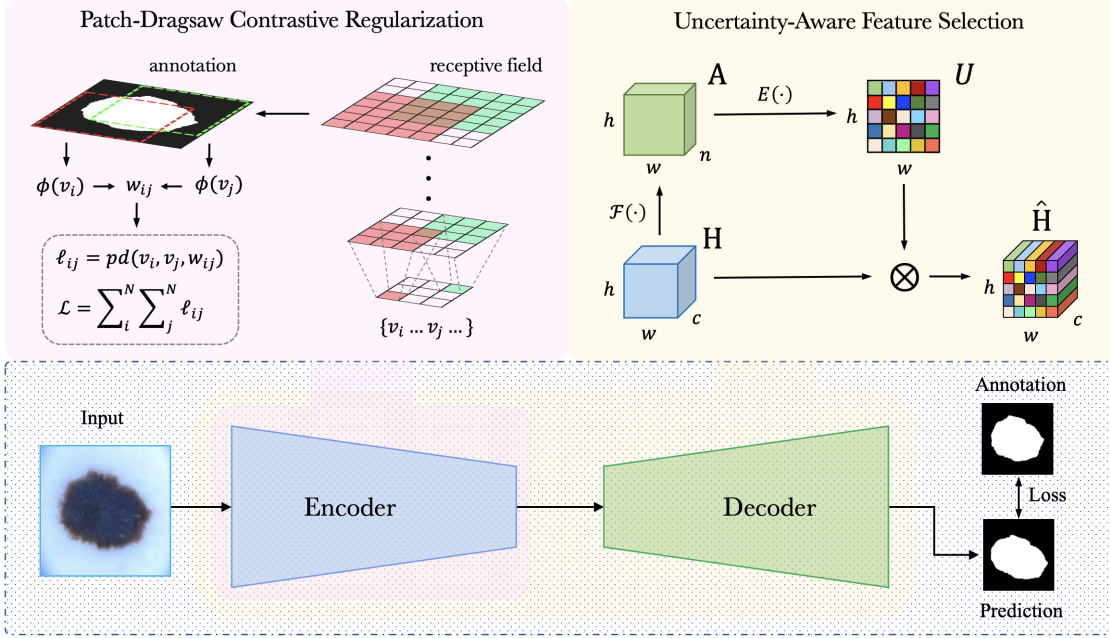 Patch-Dragsaw Contrastive Regularization
annotation
receptive field
ϕ(v_i)
w_ij
ϕ(v_j)
ℓ_ij = pd(v_i, v_j, w_ij)
ℒ = ∑_i^N ∑_j^N ℓ_ij
{v_i … v_j … }
Uncertainty-Aware Feature Selection
A
h
w
n
E(·)
U
h
w
ℱ(·)
H
h
w
c
Ĥ
h
w
c
Input
Encoder
Decoder
Annotation
Loss
Prediction